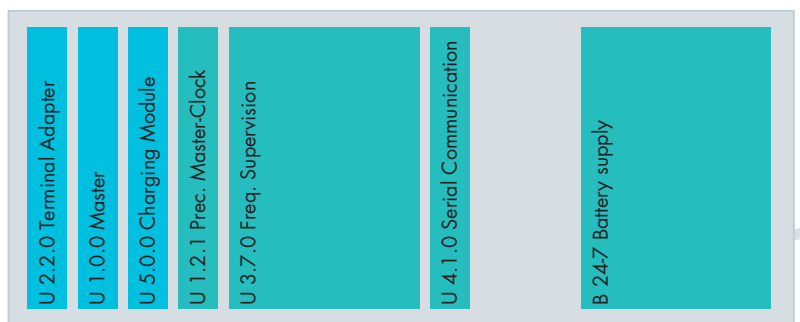 U 2.2.0 Terminal Adapter
U 1.0.0 Master
U 5.0.0 Charging Module
U 1.2.1 Prec. Master-Clock
U 3.7.0 Freq. Supervision
U 4.1.0 Serial Communication
B 24-7 Battery supply